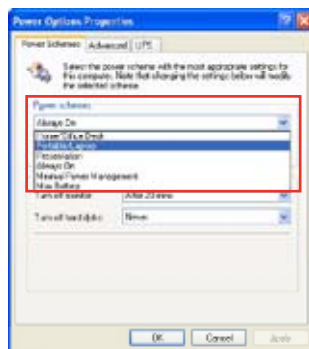 Power Options Properties
Power Schemes Advanced UPS
Select the power scheme with the most appropriate settings for
this computer. Note that changing the settings below will modify
the selected scheme.
Power schemes
Always On
Home/Office Desk
Portable/Laptop
Presentation
Always On
Minimal Power Management
Max Battery
Turn off monitor: After 20 mins
Turn off hard disks: Never
OK Cancel Apply